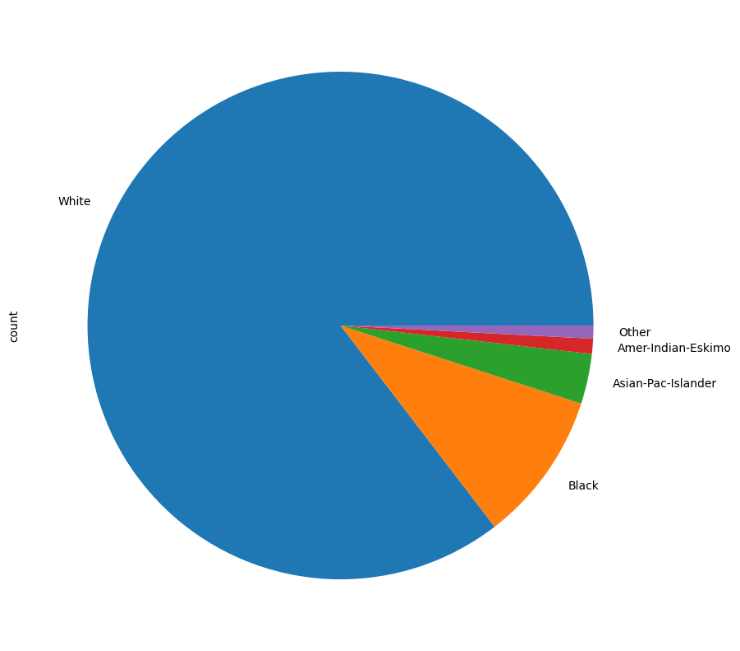 White
count
Other
Amer-Indian-Eskimo
Asian-Pac-Islander
Black